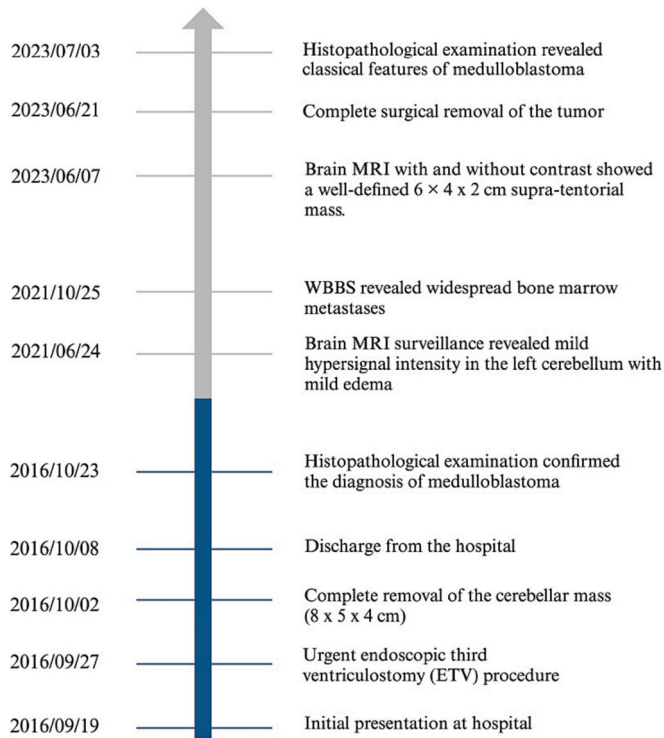 2023/07/03
Histopathological examination revealed
classical features of medulloblastoma
2023/06/21
Complete surgical removal of the tumor
2023/06/07
Brain MRI with and without contrast showed
a well-defined 6 × 4 x 2 cm supra-tentorial
mass.
2021/10/25
WBBS revealed widespread bone marrow
metastases
2021/06/24
Brain MRI surveillance revealed mild
hypersignal intensity in the left cerebellum with
mild edema
2016/10/23
Histopathological examination confirmed
the diagnosis of medulloblastoma
2016/10/08
Discharge from the hospital
2016/10/02
Complete removal of the cerebellar mass
(8 x 5 x 4 cm)
2016/09/27
Urgent endoscopic third
ventriculostomy (ETV) procedure
2016/09/19
Initial presentation at hospital